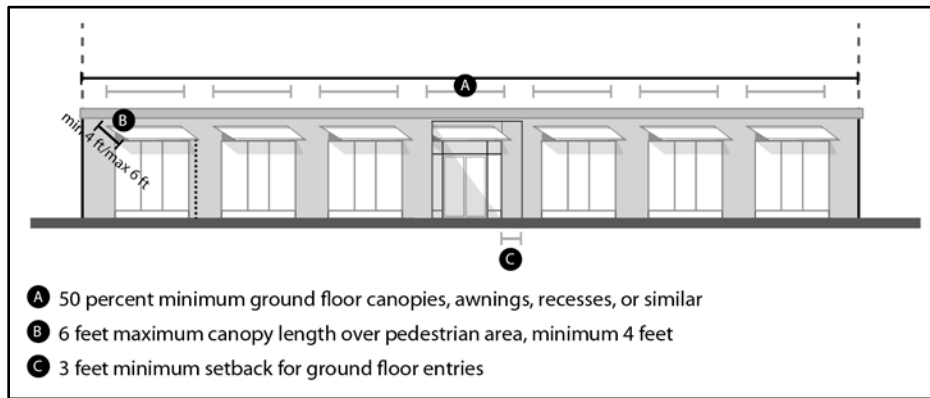 A
B
min 4 ft/max 6 ft
C
A 50 percent minimum ground floor canopies, awnings, recesses, or similar
B 6 feet maximum canopy length over pedestrian area, minimum 4 feet
C 3 feet minimum setback for ground floor entries